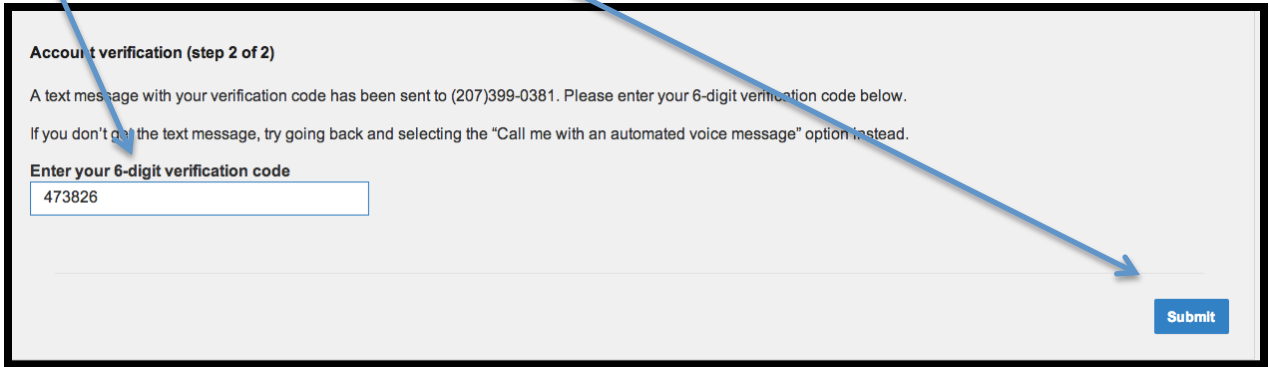 Account verification (step 2 of 2)
A text message with your verification code has been sent to (207)399-0381. Please enter your 6-digit verification code below.
If you don’t get the text message, try going back and selecting the “Call me with an automated voice message” option instead.
Enter your 6-digit verification code
473826
Submit